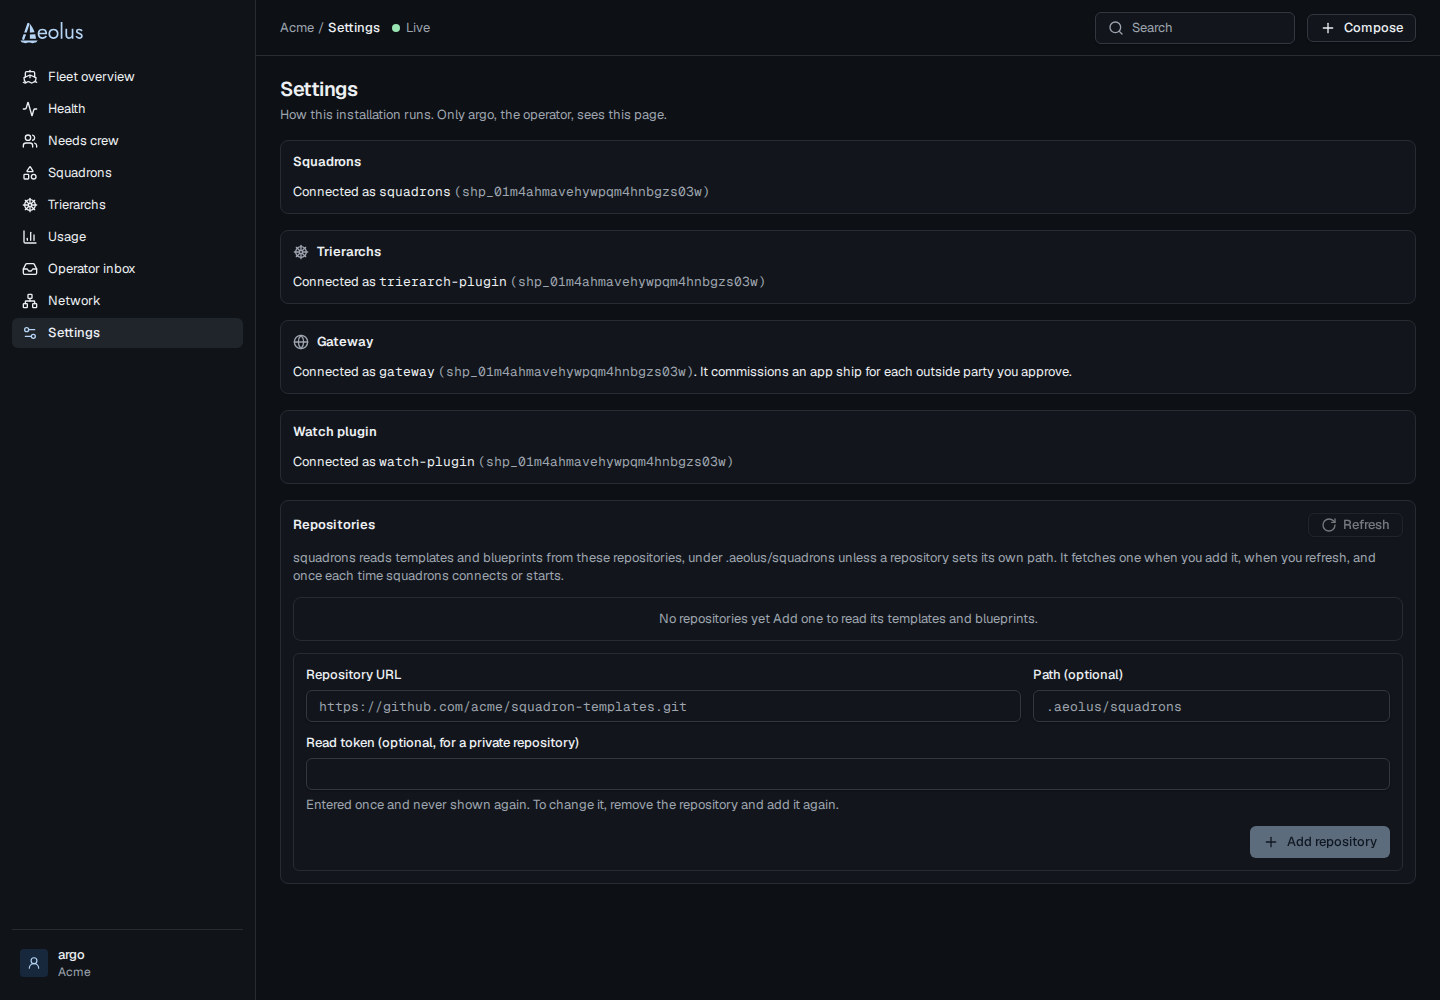 Aeolus
Fleet overview
Health
Needs crew
Squadrons
Trierarchs
Usage
Operator inbox
Network
Settings
argo
Acme
Acme / Settings Live
Search
Compose
Settings
How this installation runs. Only argo, the operator, sees this page.
Squadrons
Connected as squadrons (shp_01m4ahmavehywpqm4hnbgzs03w)
Trierarchs
Connected as trierarch-plugin (shp_01m4ahmavehywpqm4hnbgzs03w)
Gateway
Connected as gateway (shp_01m4ahmavehywpqm4hnbgzs03w). It commissions an app ship for each outside party you approve.
Watch plugin
Connected as watch-plugin (shp_01m4ahmavehywpqm4hnbgzs03w)
Repositories
Refresh
squadrons reads templates and blueprints from these repositories, under .aeolus/squadrons unless a repository sets its own path. It fetches one when you add it, when you refresh, and
once each time squadrons connects or starts.
No repositories yet Add one to read its templates and blueprints.
Repository URL
Path (optional)
https://github.com/acme/squadron-templates.git
.aeolus/squadrons
Read token (optional, for a private repository)
Entered once and never shown again. To change it, remove the repository and add it again.
Add repository